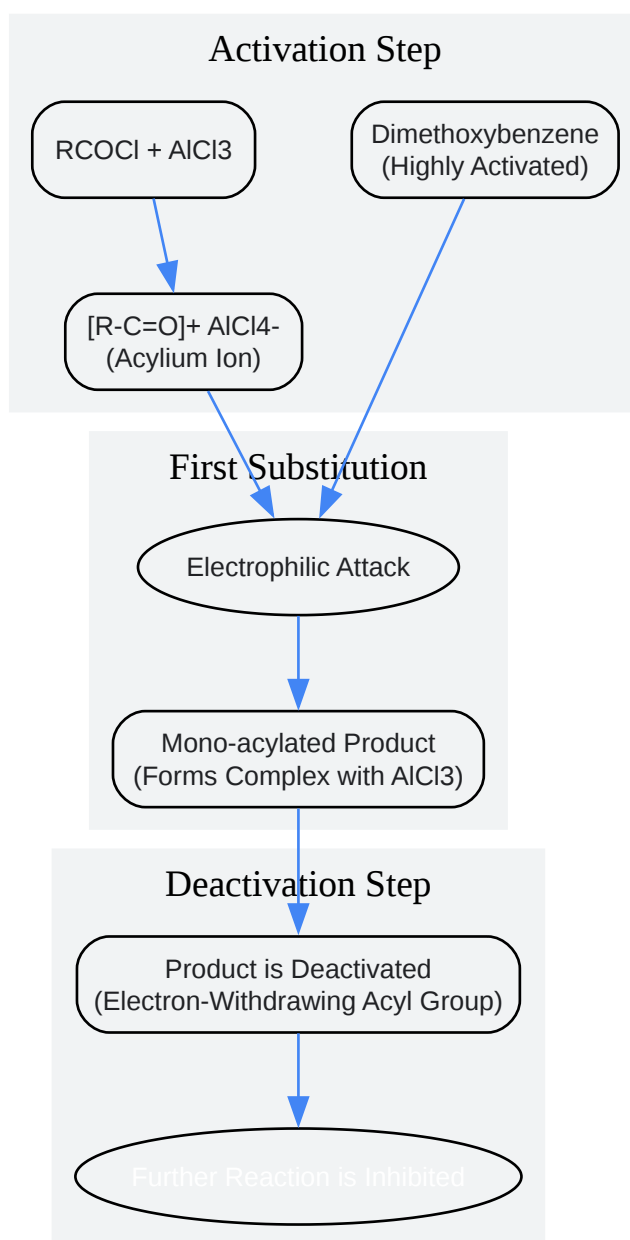 Activation Step
RCOCl + AlCl3
Dimethoxybenzene
(Highly Activated)
[R-C=O]+ AlCl4-
(Acylium Ion)
First Substitution
Electrophilic Attack
Mono-acylated Product
(Forms Complex with AlCl3)
Deactivation Step
Product is Deactivated
(Electron-Withdrawing Acyl Group)
Further Reaction is Inhibited